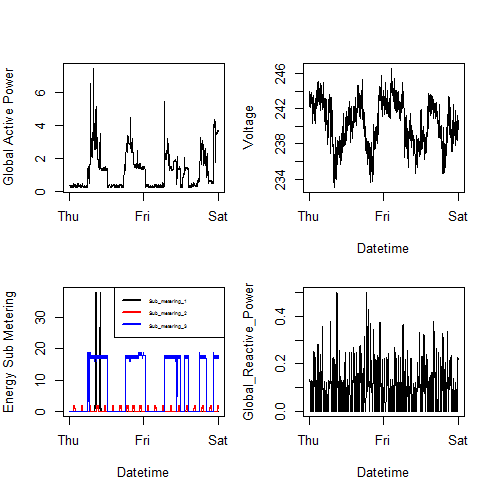 Global Active Power
0 2 4 6
Thu Fri Sat
Voltage
234 238 242 246
Thu Fri Sat
Datetime
Energy Sub Metering
0 10 20 30
Sub_metering_1
Sub_metering_2
Sub_metering_3
Thu Fri Sat
Datetime
Global_Reactive_Power
0.0 0.2 0.4
Thu Fri Sat
Datetime